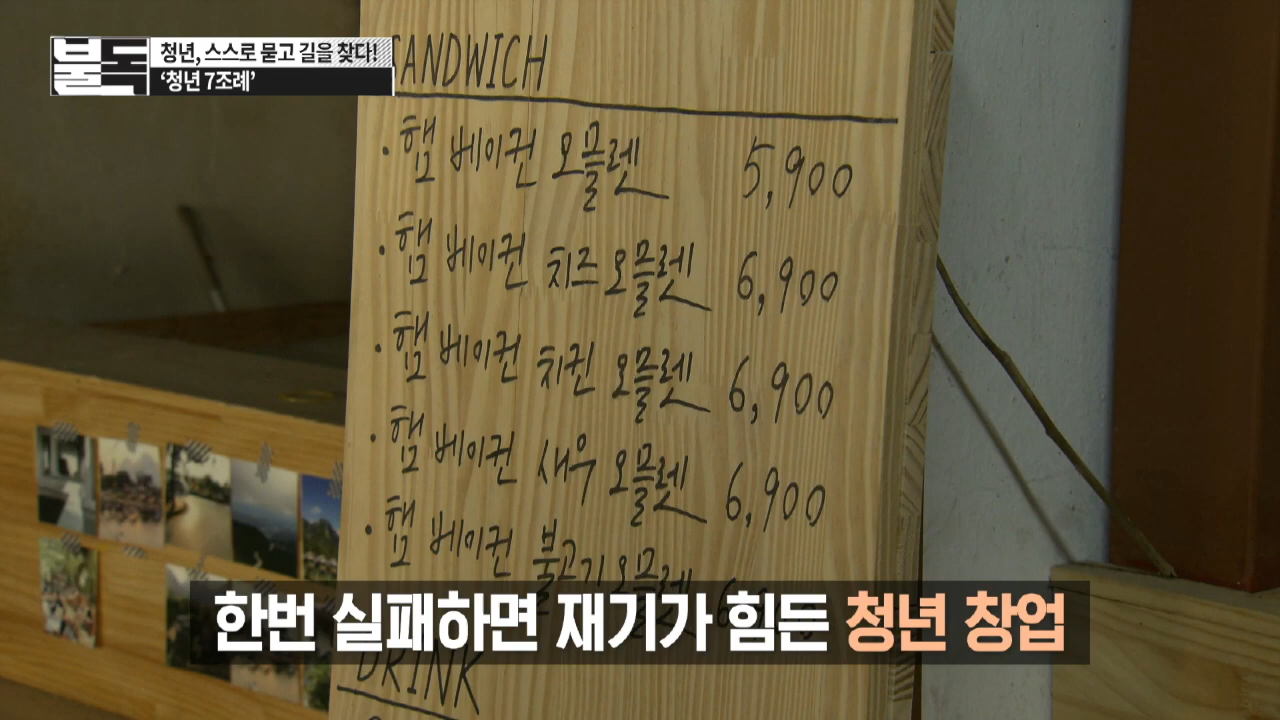 불독
청년, 스스로 묻고 길을 찾다!
‘청년 7조례’
SANDWICH
· 햄 베이컨 오믈렛 5,900
· 햄 베이컨 치즈 오믈렛 6,900
· 햄 베이컨 치킨 오믈렛 6,900
· 햄 베이컨 새우 오믈렛 6,900
· 햄 베이컨 불고기 오믈렛
한번 실패하면 재기가 힘든 청년 창업
DRINK